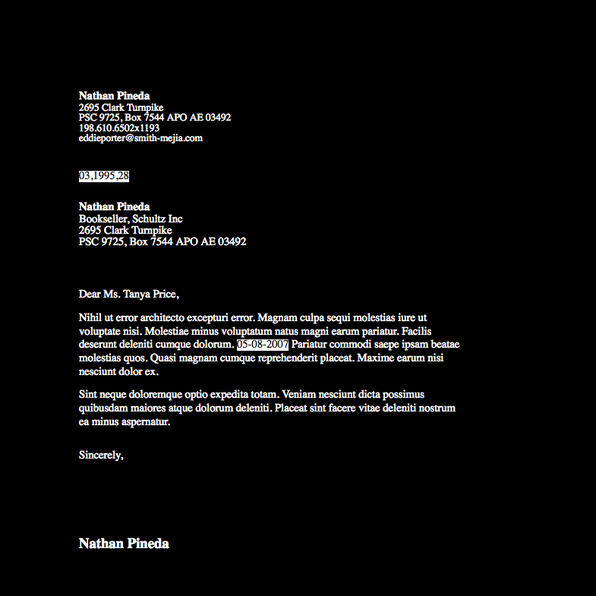 Nathan Pineda
2695 Clark Turnpike
PSC 9725, Box 7544 APO AE 03492
198.610.6502x1193
eddieporter@smith-mejia.com
03,1995,28
Nathan Pineda
Bookseller, Schultz Inc
2695 Clark Turnpike
PSC 9725, Box 7544 APO AE 03492
Dear Ms. Tanya Price,
Nihil ut error architecto excepturi error. Magnam culpa sequi molestias iure ut
voluptate nisi. Molestiae minus voluptatum natus magni earum pariatur. Facilis
deserunt deleniti cumque dolorum. 05-08-2007 Pariatur commodi saepe ipsam beatae
molestias quos. Quasi magnam cumque reprehenderit placeat. Maxime earum nisi
nesciunt dolor ex.
Sint neque doloremque optio expedita totam. Veniam nesciunt dicta possimus
quibusdam maiores atque dolorum deleniti. Placeat sint facere vitae deleniti nostrum
ea minus aspernatur.
Sincerely,
Nathan Pineda